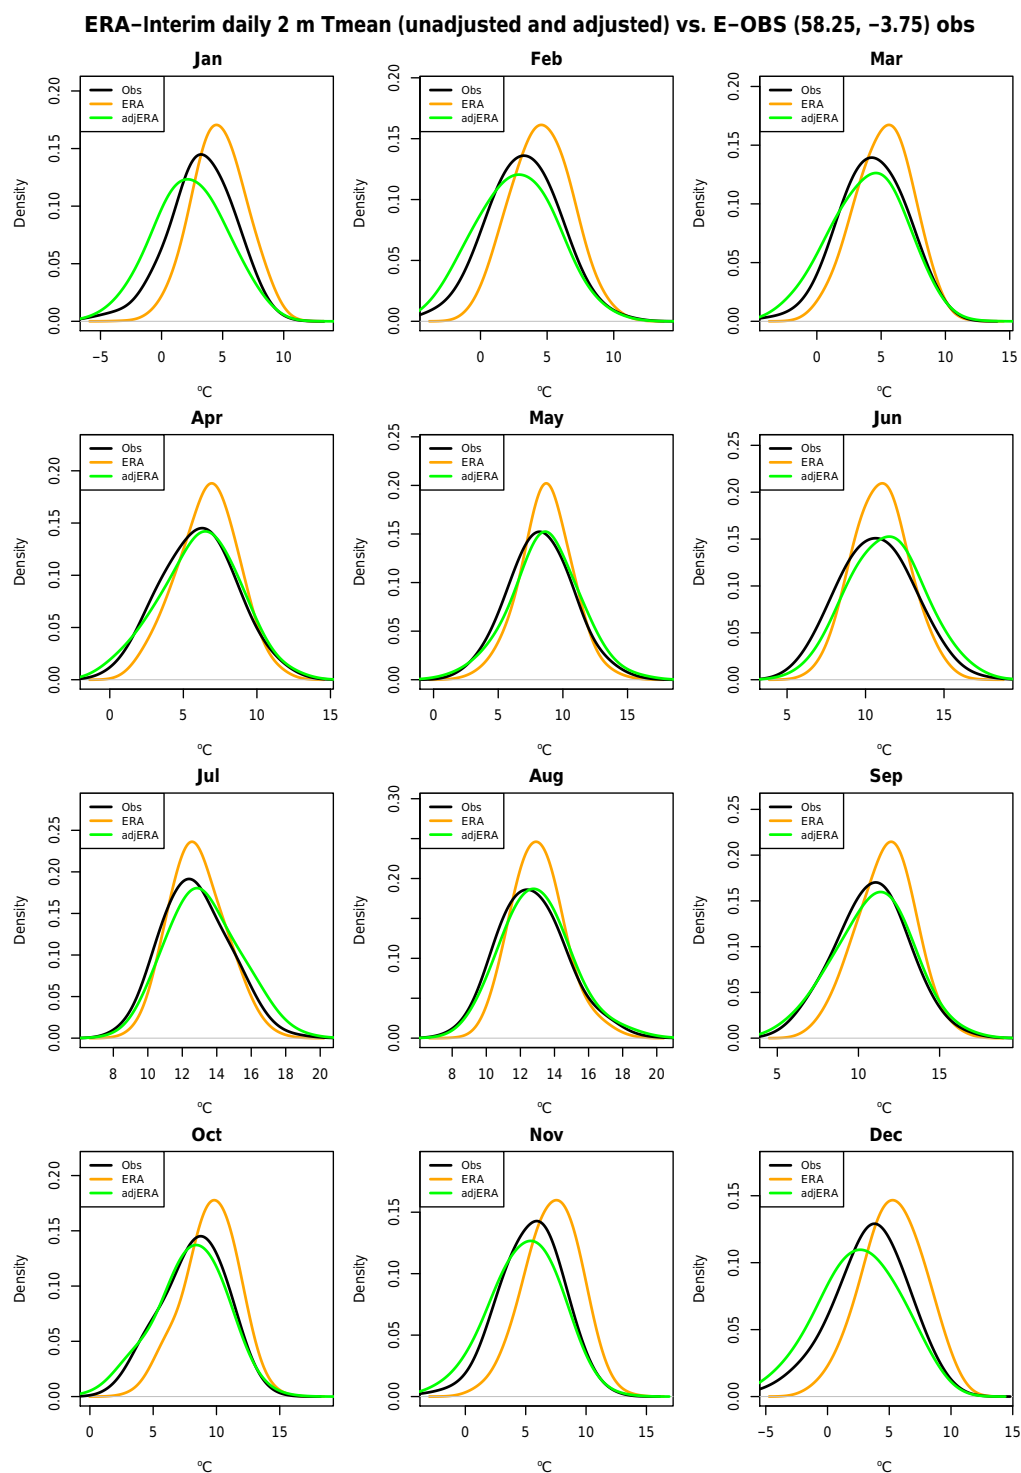 ERA−Interim daily 2 m Tmean (unadjusted and adjusted) vs. E−OBS (58.25, −3.75) obs
Jan
Feb
Mar
Obs
ERA
adjERA
Obs
ERA
adjERA
Obs
ERA
adjERA
Density
0.00 0.05 0.10 0.15 0.20
Density
0.00 0.05 0.10 0.15 0.20
Density
0.00 0.05 0.10 0.15 0.20
−5 0 5 10
0 5 10
0 5 10 15
ºC
ºC
ºC
Apr
May
Jun
Obs
ERA
adjERA
Obs
ERA
adjERA
Obs
ERA
adjERA
Density
0.00 0.05 0.10 0.15 0.20
Density
0.00 0.05 0.10 0.15 0.20 0.25
Density
0.00 0.05 0.10 0.15 0.20 0.25
0 5 10 15
0 5 10 15
5 10 15
ºC
ºC
ºC
Jul
Aug
Sep
Obs
ERA
adjERA
Obs
ERA
adjERA
Obs
ERA
adjERA
Density
0.00 0.05 0.10 0.15 0.20 0.25
Density
0.00 0.10 0.20 0.30
Density
0.00 0.05 0.10 0.15 0.20 0.25
8 10 12 14 16 18 20
8 10 12 14 16 18 20
5 10 15
ºC
ºC
ºC
Oct
Nov
Dec
Obs
ERA
adjERA
Obs
ERA
adjERA
Obs
ERA
adjERA
Density
0.00 0.05 0.10 0.15 0.20
Density
0.00 0.05 0.10 0.15
Density
0.00 0.05 0.10 0.15
0 5 10 15
0 5 10 15
−5 0 5 10 15
ºC
ºC
ºC